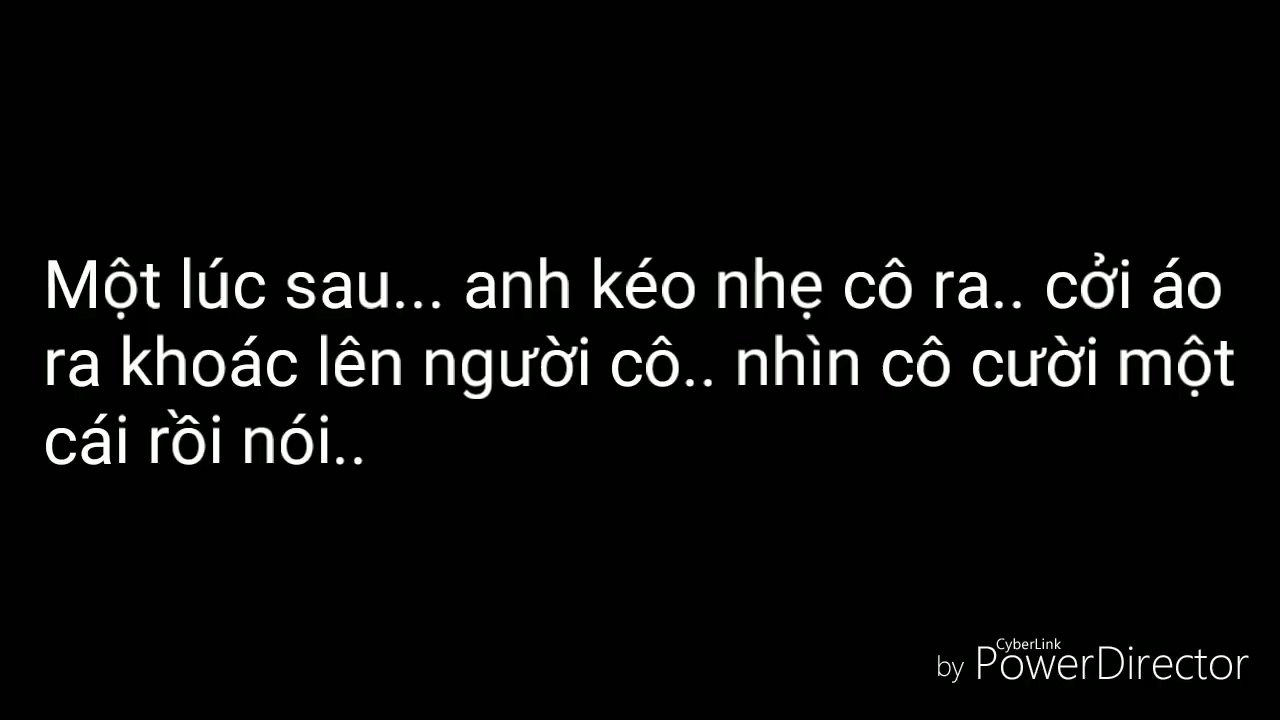 Một lúc sau... anh kéo nhẹ cô ra.. cởi áo
ra khoác lên người cô.. nhìn cô cười một
cái rồi nói..
CyberLink
by PowerDirector